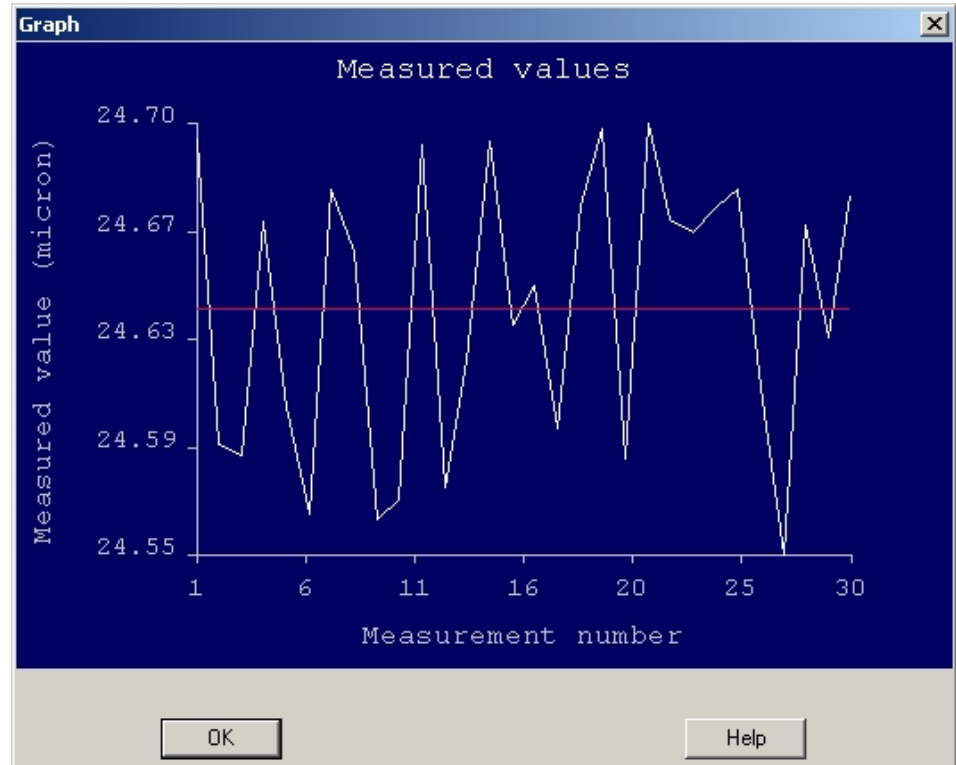 Graph
Measured values
Measured value (micron)
24.70
24.67
24.63
24.59
24.55
1 6 11 16 20 25 30
Measurement number
OK Help